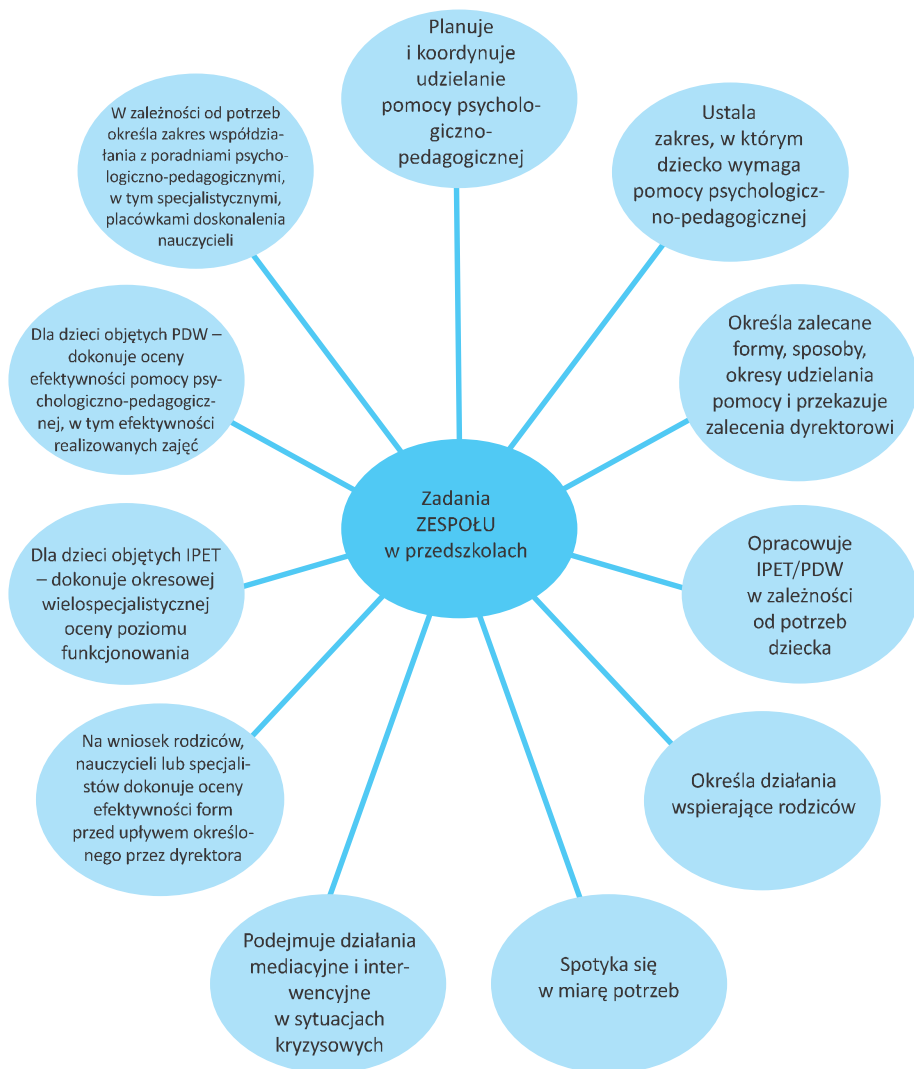 Planuje
i koordynuje
udzielanie
pomocy psycholo-
giczno-
pedagogicznej
Ustala
zakres, w którym
dziecko wymaga
pomocy psychologicz-
no-pedagogicznej
Określa zalecane
formy, sposoby,
okresy udzielania
pomocy i przekazuje
zalecenia dyrektorowi
Opracowuje
IPET/PDW
w zależności
od potrzeb
dziecka
Określa działania
wspierające rodziców
Spotyka się
w miarę potrzeb
Podejmuje działania
mediacyjne i inter-
wencyjne
w sytuacjach
kryzysowych
Na wniosek rodziców,
nauczycieli lub specjali-
stów dokonuje oceny
efektywności form
przed upływem określo-
nego przez dyrektora
Dla dzieci objętych IPET
– dokonuje okresowej
wielospecjalistycznej
oceny poziomu
funkcjonowania
Dla dzieci objętych PDW –
dokonuje oceny
efektywności pomocy psy-
chologiczno-pedagogicz-
nej, w tym efektywności
realizowanych zajęć
W zależności od potrzeb
określa zakres współdzia-
łania z poradniami psycho-
logiczno-pedagogicznymi,
w tym specjalistycznymi,
placówkami doskonalenia
nauczycieli
Zadania
ZESPOŁU
w przedszkolach